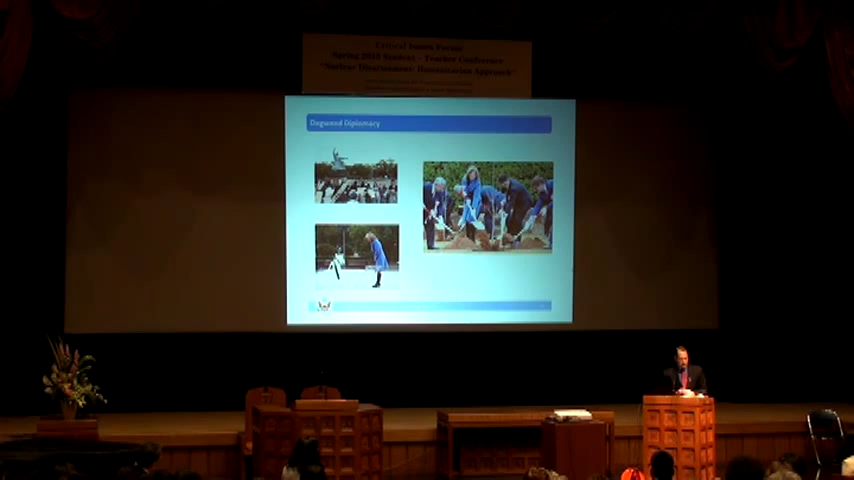 Critical Issues Forum
Spring 2015 Student – Teacher Conference
"Nuclear Disarmament: Humanitarian Approach"
Dogwood Diplomacy